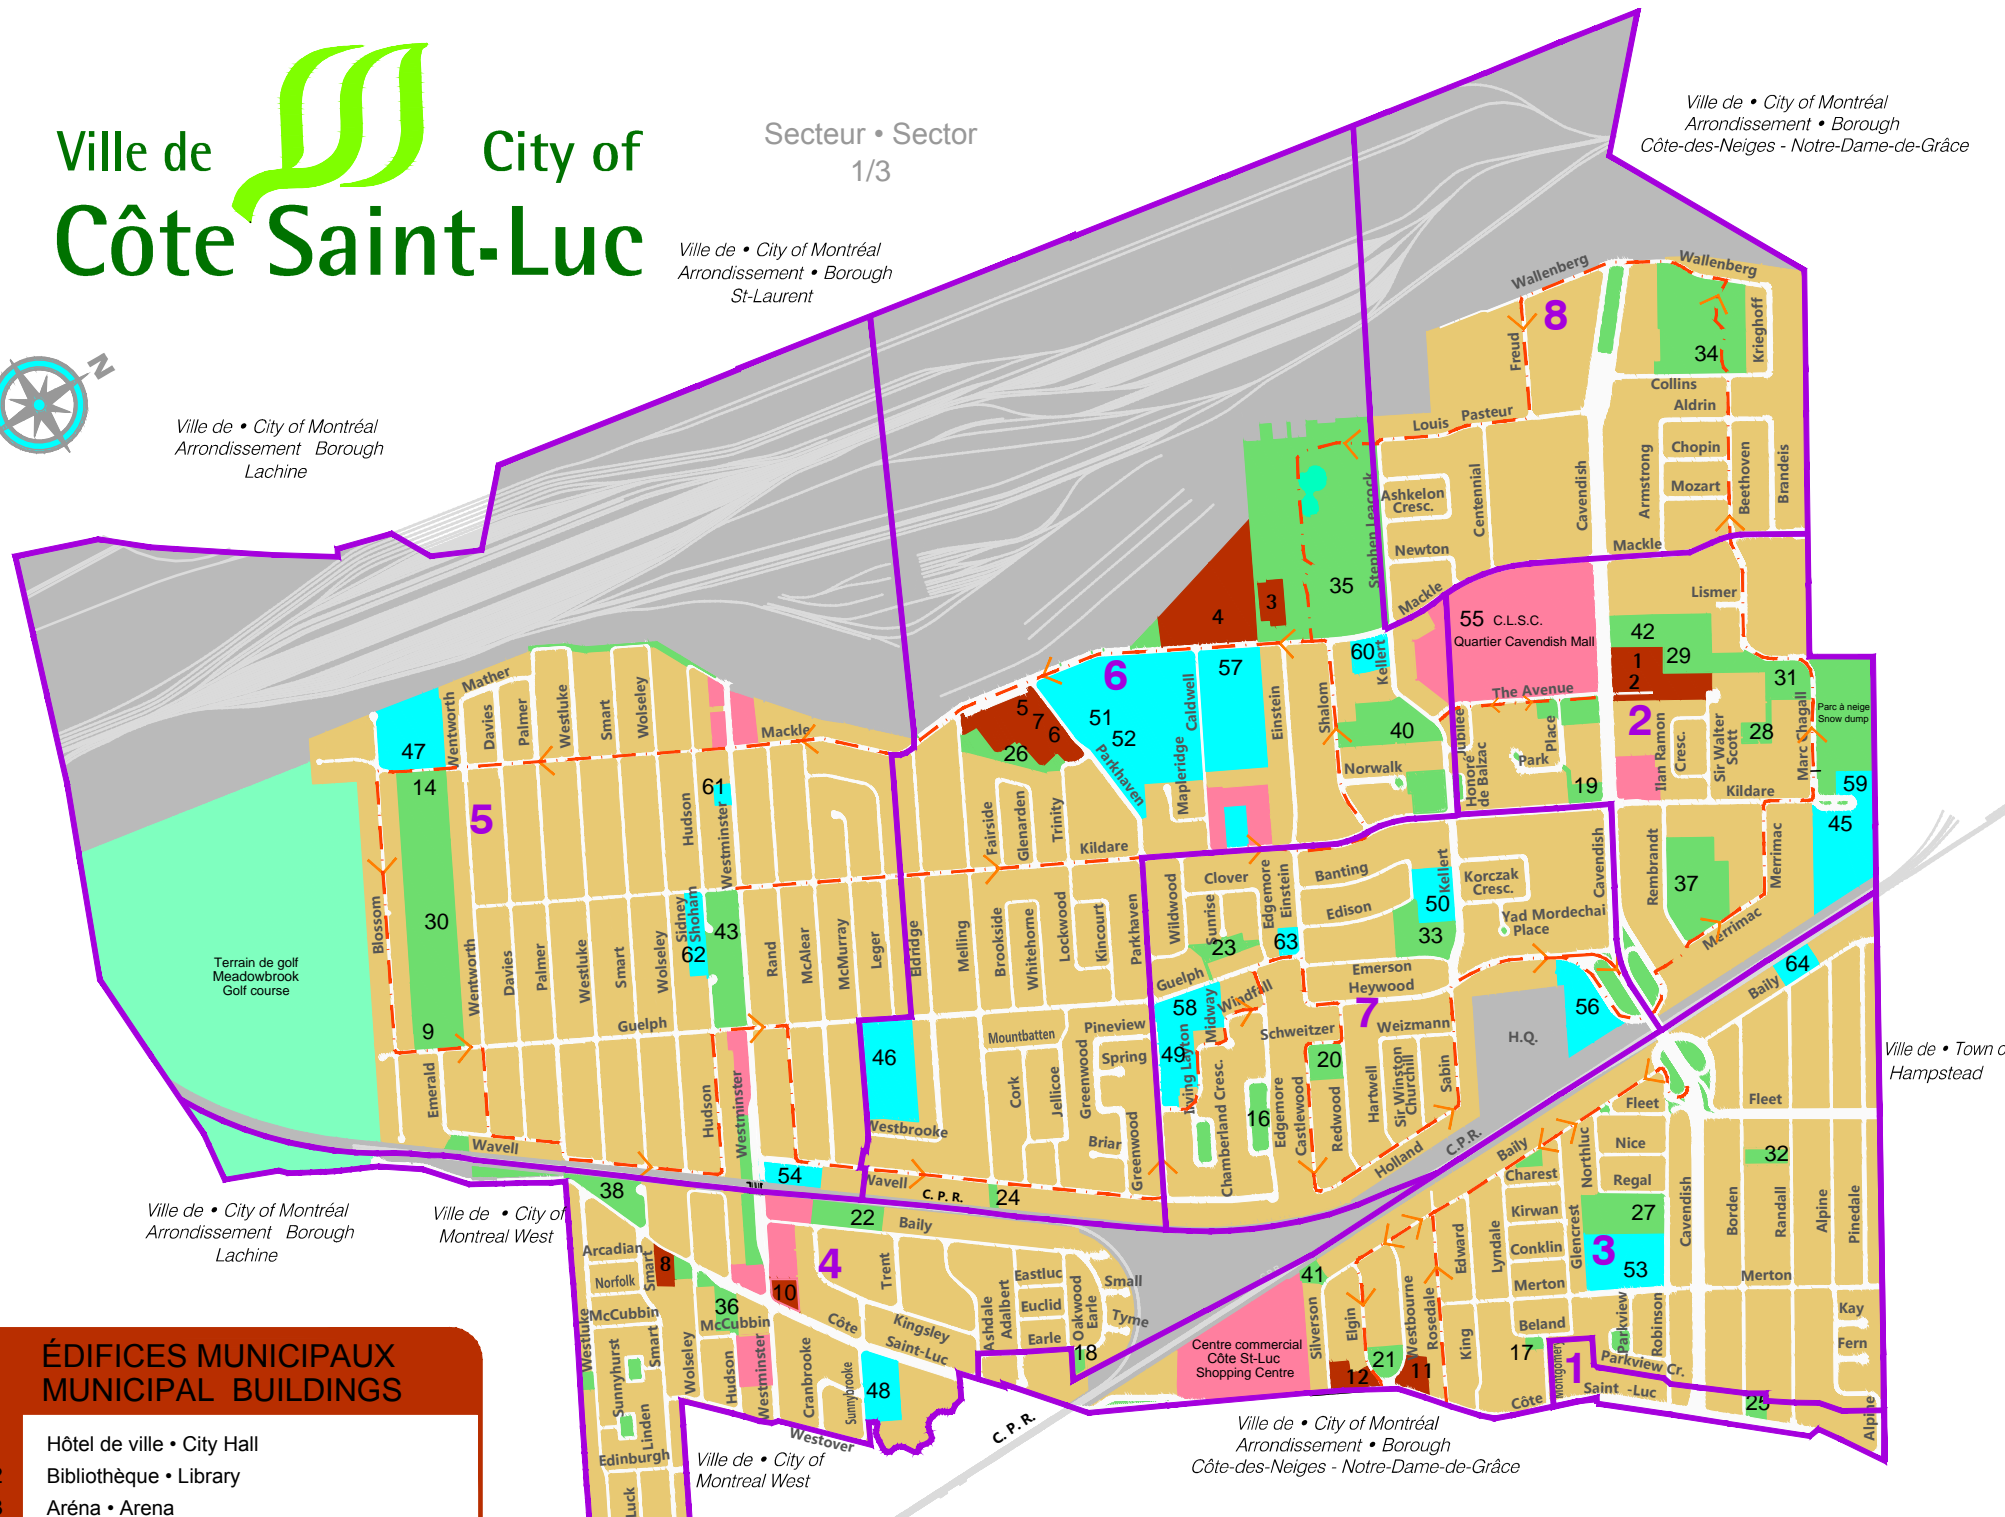 Ville de
City of
Côte Saint-Luc
Secteur • Sector
1/3
Ville de • City of Montréal
Arrondissement • Borough
Côte-des-Neiges - Notre-Dame-de-Grâce
Ville de • City of Montréal
Arrondissement • Borough
St-Laurent
N
Ville de • City of Montréal
Arrondissement Borough
Lachine
Wallenberg
Wallenberg
8
Freud
34
Krieghoff
Collins
Aldrin
Louis Pasteur
Chopin
Mozart
Armstrong
Beethoven
Brandeis
Cavendish
Centennial
Ashkelon
Cresc.
Stephen Leacock
Newton
Mackle
Mackle
35
3
4
Lismer
55 C.L.S.C.
Quartier Cavendish Mall
42
1
29
2
31
The Avenue
2
Parc à neige
Snow dump
28
Marc Chagall
Sir Walter
Scott
Cresc.
Ilan Ramon
Kildare
59
45
19
Park
Place
Jubilee
Honoré
de Balzac
60
Kellert
40
Norwalk
Shalom
Einstein
57
Caldwell
6
51
52
Mapleridge
Parkhaven
5
7
6
26
Mackle
Mather
Wentworth
Davies
Palmer
Westluke
Smart
Wolseley
47
14
5
61
Hudson
Westminster
Fairside
Glenarden
Trinity
Kildare
Blossom
30
9
Terrain de golf
Meadowbrook
Golf course
Wentworth
Davies
Palmer
Westluke
Smart
Wolseley
Sidney
Shoham
62
43
Rand
McAlear
McMurray
Leger
Eldridge
Melling
Brookside
Whitehorne
Lockwood
Kincourt
Parkhaven
Wildwood
Clover
Sunrise
Edgemore
Einstein
Banting
Edison
Kellert
50
33
Korczak
Cresc.
Yad Mordechai
Place
Cavendish
Rembrandt
37
Merrimac
Merrimac
23
63
Guelph
Windfall
Emerson
Heywood
7
58
Midway
49
Irving Layton
Schweitzer
Weizmann
20
16
H.Q.
56
64
Baily
Guelph
46
Mountbatten
Pineview
Spring
Greenwood
Cork
Jellicoe
Westbrooke
Briar
Greenwood
Chamberland Cresc.
Edgemore
Castlewood
Redwood
Hartwell
Sir Winston
Churchill
Sabin
Holland
C.P.R.
Emerald
Wavell
Hudson
Westminster
54
Wavell
C. P. R.
24
Ville de • Town o
Hampstead
Fleet
Fleet
Nice
Regal
Northluc
Baily
Charest
Kirwan
Conklin
Merton
Glencrest
27
3
53
32
Cavendish
Borden
Randall
Alpine
Pinedale
Merton
Kay
Fern
Beland
Parkview
Robinson
Parkview Cr.
17
1
Montgomery
Côte
Saint -Luc
25
Alpine
Edward
Lyndale
King
Rosedale
Westbourne
Elgin
Silverson
41
21
12
11
Centre commercial
Côte St-Luc
Shopping Centre
Ville de • City of Montréal
Arrondissement Borough
Lachine
Ville de • City of
Montreal West
38
22
Baily
4
Arcadian
Norfolk
Smart
8
10
36
McCubbin
McCubbin
Trent
Côte
Saint-Luc
Kingsley
Ashdale
Adalbert
Eastluc
Euclid
Earle
Oakwood
Earle
Small
Tyme
18
Westluke
Sunnyhurst
Linden
Smart
Wolseley
Hudson
Westminster
Cranbrooke
Sunnybrooke
48
Westover
Edinburgh
Luck
Ville de • City of
Montreal West
C. P. R.
Ville de • City of Montréal
Arrondissement • Borough
Côte-des-Neiges - Notre-Dame-de-Grâce
ÉDIFICES MUNICIPAUX
MUNICIPAL BUILDINGS
Hôtel de ville • City Hall
2 Bibliothèque • Library
3 Aréna • Arena